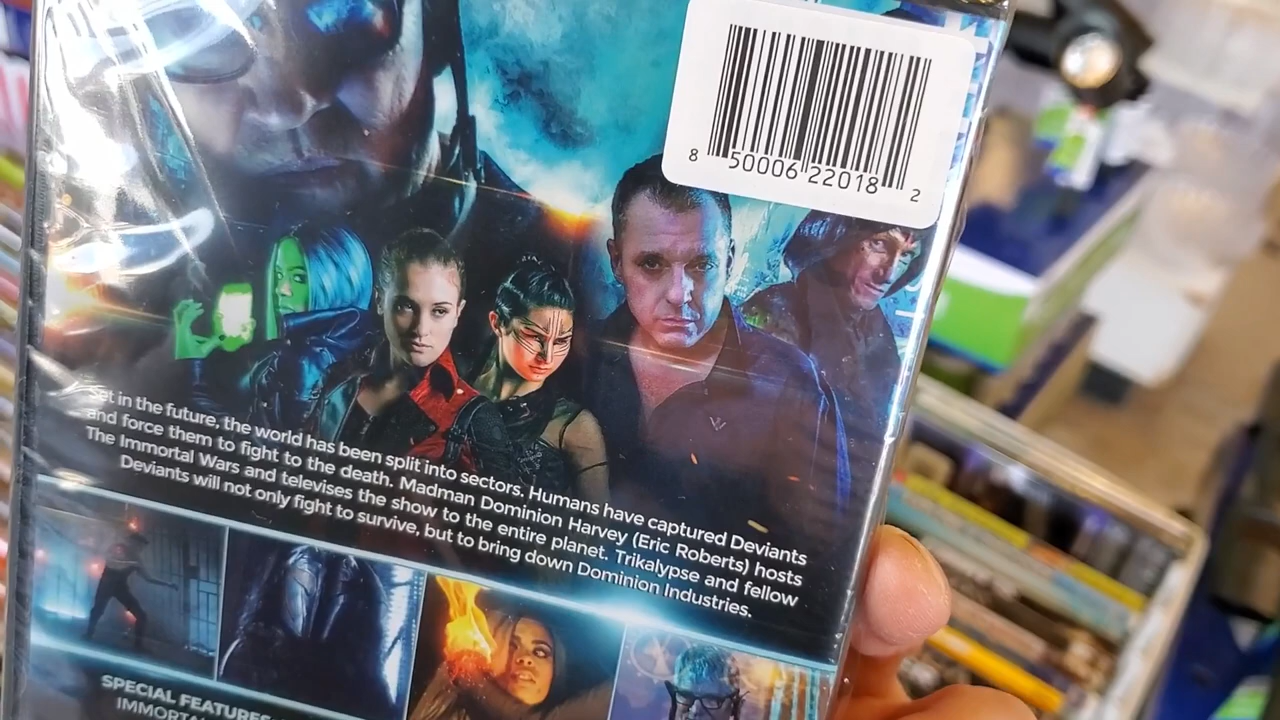 8 50006 22018 2
Set in the future, the world has been split into sectors. Humans have captured Deviants
and force them to fight to the death. Madman Dominion Harvey (Eric Roberts) hosts
The Immortal Wars and televises the show to the entire planet. Trikalypse and fellow
Deviants will not only fight to survive, but to bring down Dominion Industries.
SPECIAL FEATURES